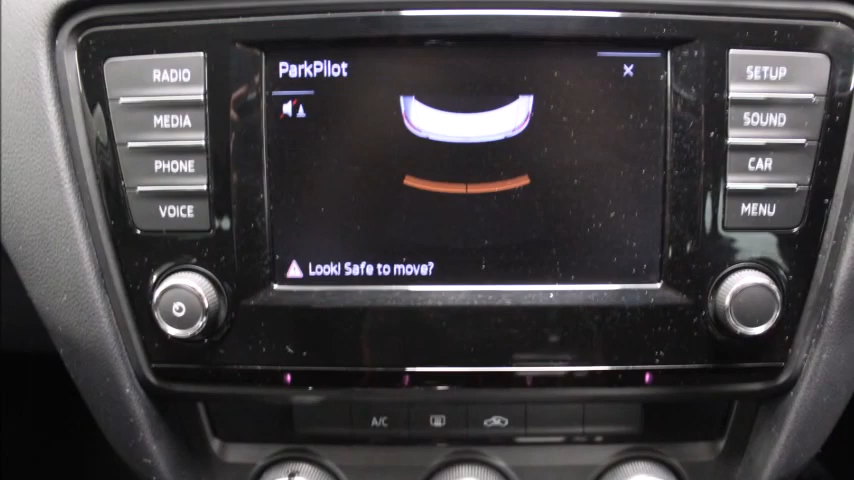 RADIO
MEDIA
PHONE
VOICE
ParkPilot
X
Look! Safe to move?
SETUP
SOUND
CAR
MENU
A/C